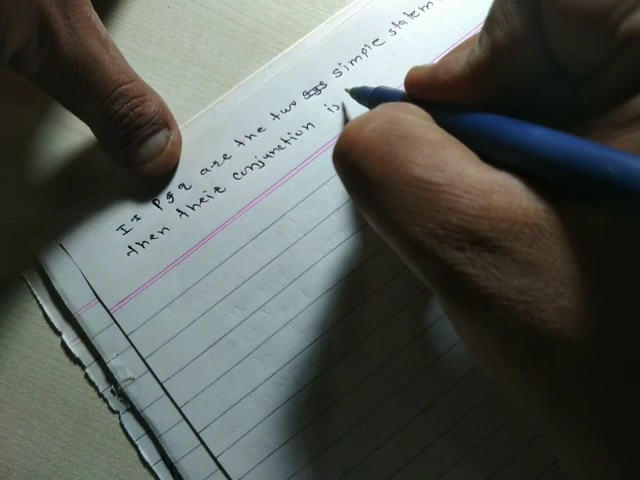 If p & q are the two simple statem
then their conjunction is